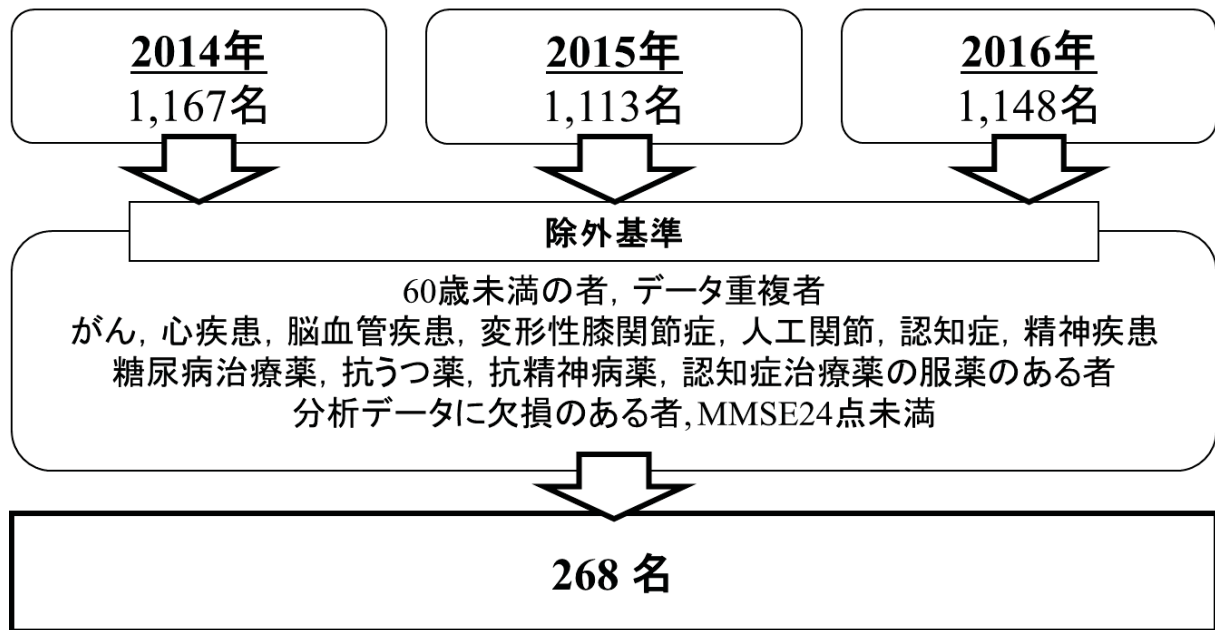 2014年
1,167名
2015年
1,113名
2016年
1,148名
除外基準
60歳未満の者, データ重複者
がん, 心疾患, 脳血管疾患, 変形性膝関節症, 人工関節, 認知症, 精神疾患
糖尿病治療薬, 抗うつ薬, 抗精神病薬, 認知症治療薬の服薬のある者
分析データに欠損のある者, MMSE24点未満
268 名